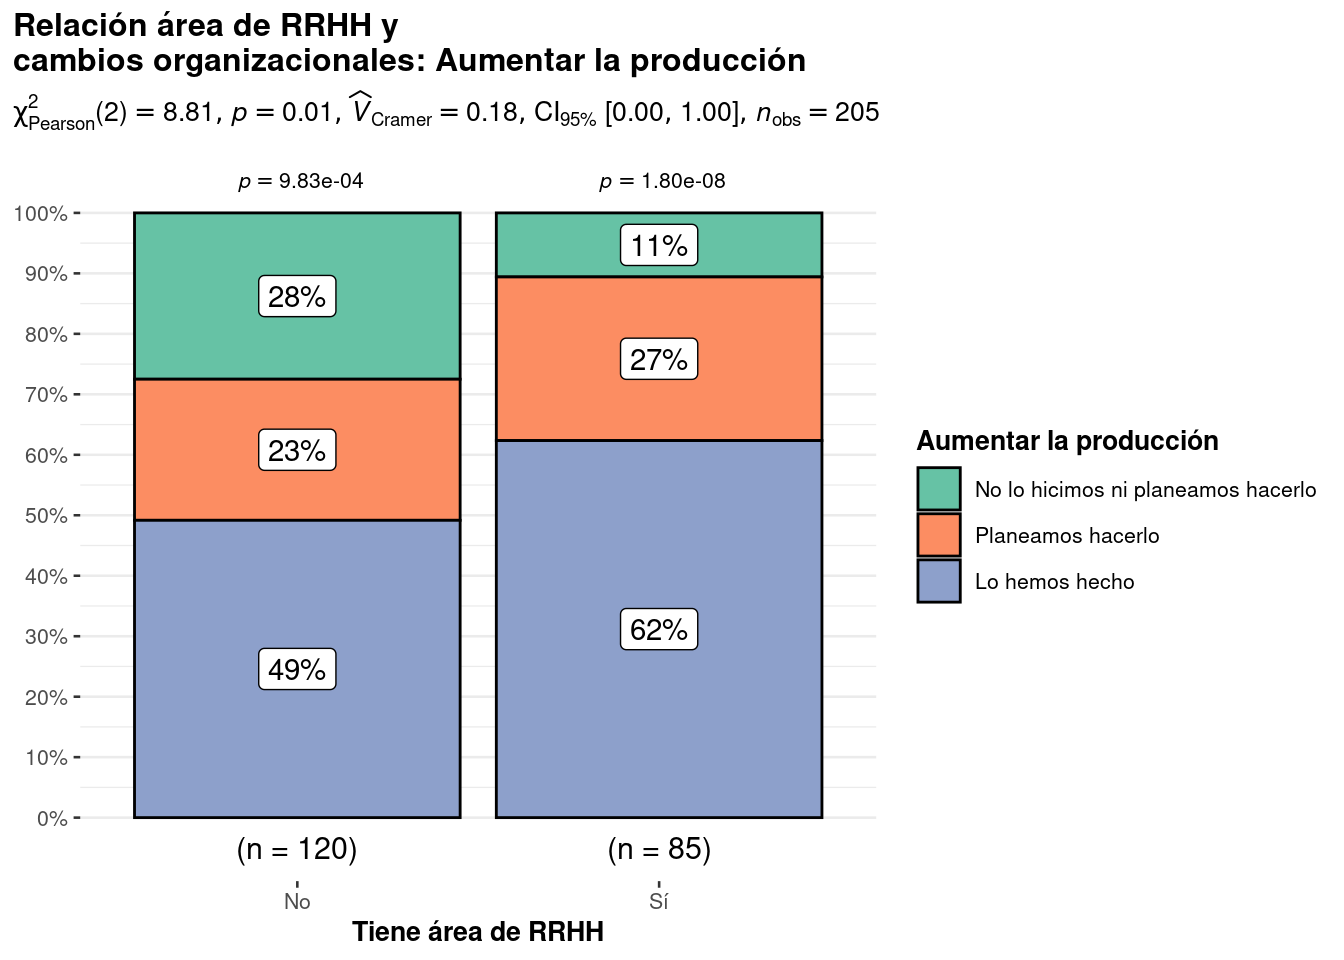 Relación área de RRHH y
cambios organizacionales: Aumentar la producción
χ²Pearson(2) = 8.81, p = 0.01, V̂Cramer = 0.18, CI95% [0.00, 1.00], nobs = 205
p = 9.83e-04
p = 1.80e-08
100%
90%
80%
70%
60%
50%
40%
30%
20%
10%
0%
28%
23%
49%
11%
27%
62%
(n = 120)
(n = 85)
No
Sí
Tiene área de RRHH
Aumentar la producción
No lo hicimos ni planeamos hacerlo
Planeamos hacerlo
Lo hemos hecho